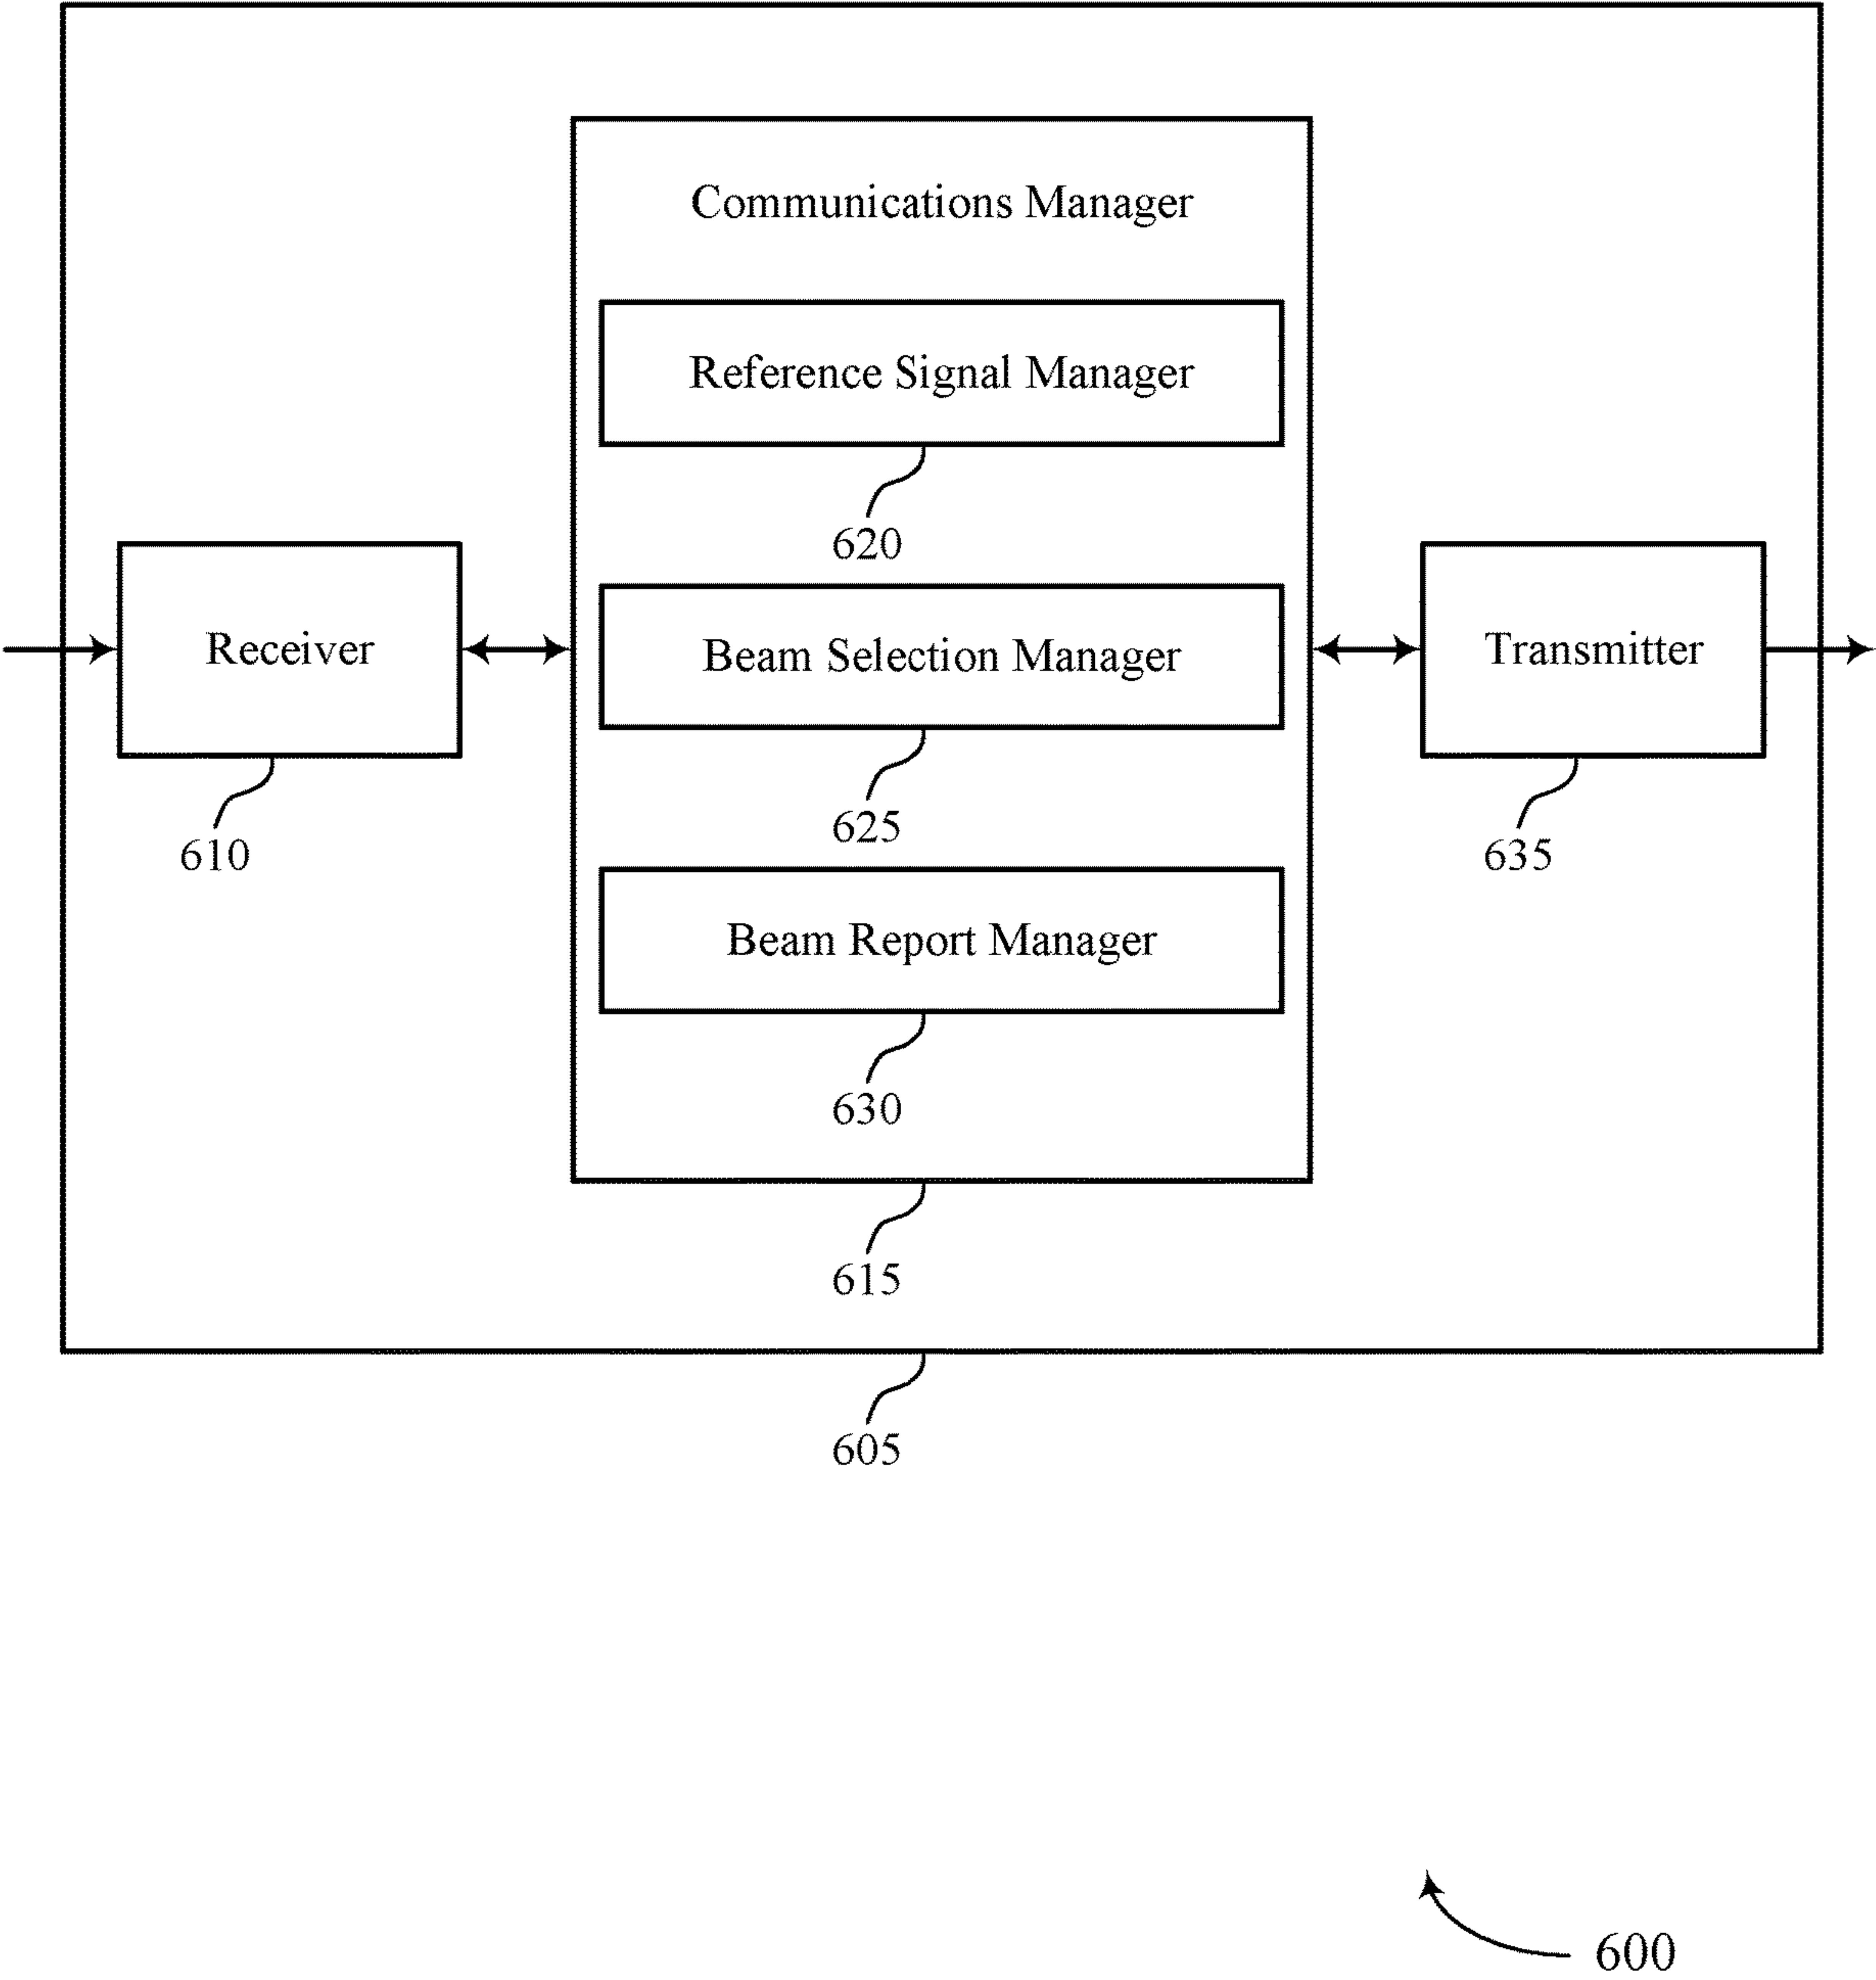 Communications Manager
Reference Signal Manager
620
Receiver
610
Beam Selection Manager
625
Transmitter
635
Beam Report Manager
630
615
605
600